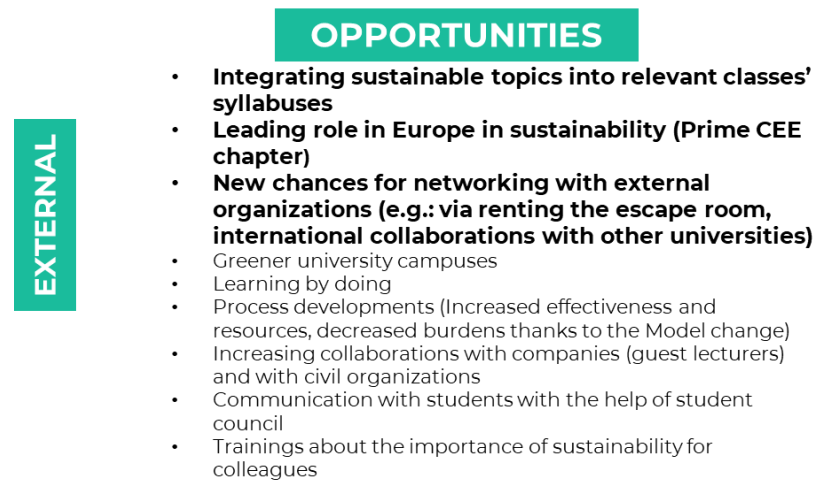 OPPORTUNITIES
EXTERNAL
• Integrating sustainable topics into relevant classes’
syllabuses
• Leading role in Europe in sustainability (Prime CEE
chapter)
• New chances for networking with external
organizations (e.g.: via renting the escape room,
international collaborations with other universities)
• Greener university campuses
• Learning by doing
• Process developments (Increased effectiveness and
resources, decreased burdens thanks to the Model change)
• Increasing collaborations with companies (guest lecturers)
and with civil organizations
• Communication with students with the help of student
council
• Trainings about the importance of sustainability for
colleagues